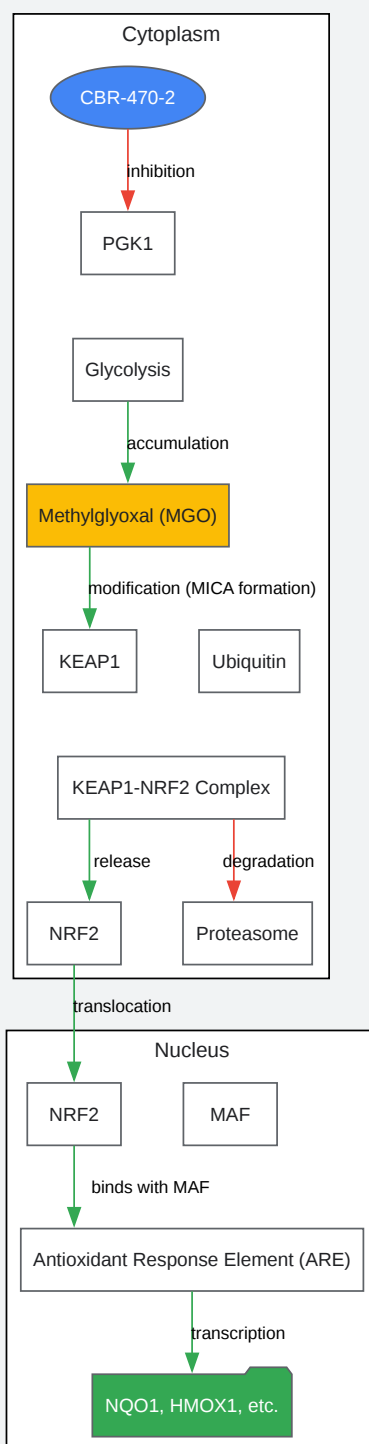 Cytoplasm
CBR-470-2
inhibition
PGK1
Glycolysis
accumulation
Methylglyoxal (MGO)
modification (MICA formation)
KEAP1
Ubiquitin
KEAP1-NRF2 Complex
release
degradation
NRF2
Proteasome
translocation
Nucleus
NRF2
MAF
binds with MAF
Antioxidant Response Element (ARE)
transcription
NQO1, HMOX1, etc.